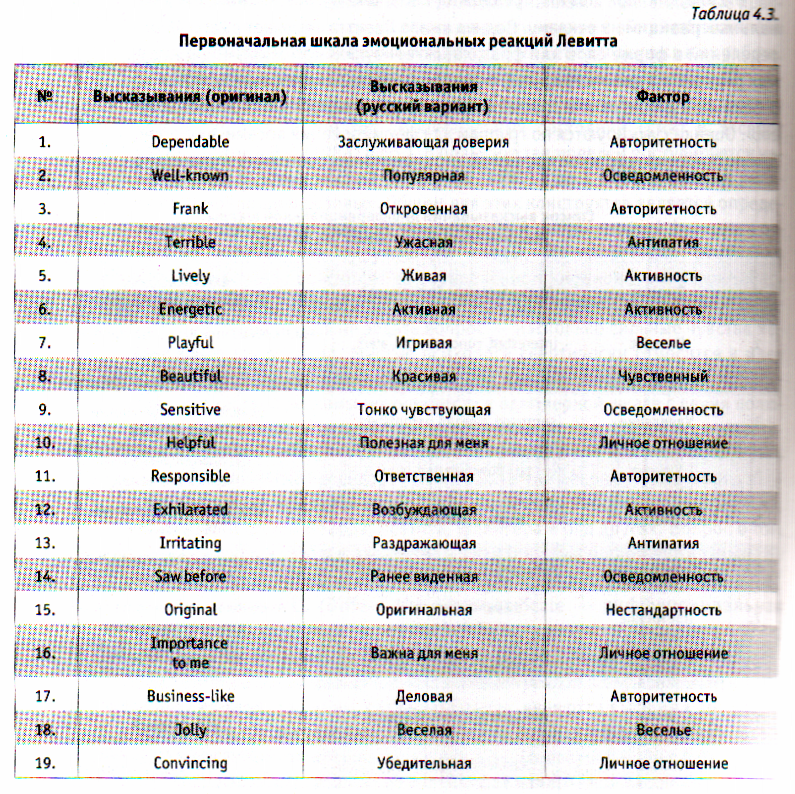 Таблица 4.3.
Первоначальная шкала эмоциональных реакций Левитта
№ Высказывания (оригинал) Высказывания (русский вариант) Фактор
1. Dependable Заслуживающая доверия Авторитетность
2. Well-known Популярная Осведомленность
3. Frank Откровенная Авторитетность
4. Terrible Ужасная Антипатия
5. Lively Живая Активность
6. Energetic Активная Активность
7. Playful Игривая Веселье
8. Beautiful Красивая Чувственный
9. Sensitive Тонко чувствующая Осведомленность
10. Helpful Полезная для меня Личное отношение
11. Responsible Ответственная Авторитетность
12. Exhilarated Возбуждающая Активность
13. Irritating Раздражающая Антипатия
14. Saw before Ранее виденная Осведомленность
15. Original Оригинальная Нестандартность
16. Importance to me Важна для меня Личное отношение
17. Business-like Деловая Авторитетность
18. Jolly Веселая Веселье
19. Convincing Убедительная Личное отношение